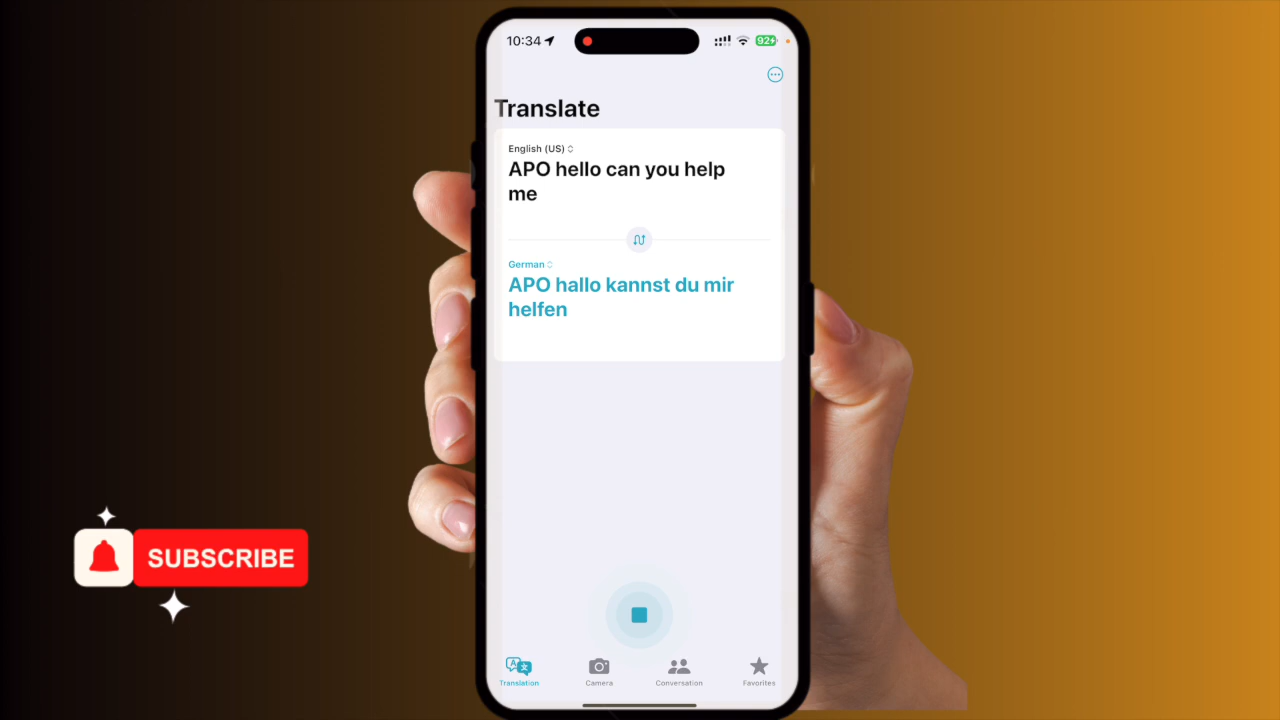 10:34
92
Translate
English (US)
APO hello can you help
me
German
APO hallo kannst du mir
helfen
SUBSCRIBE
Translation
Camera
Conversation
Favorites